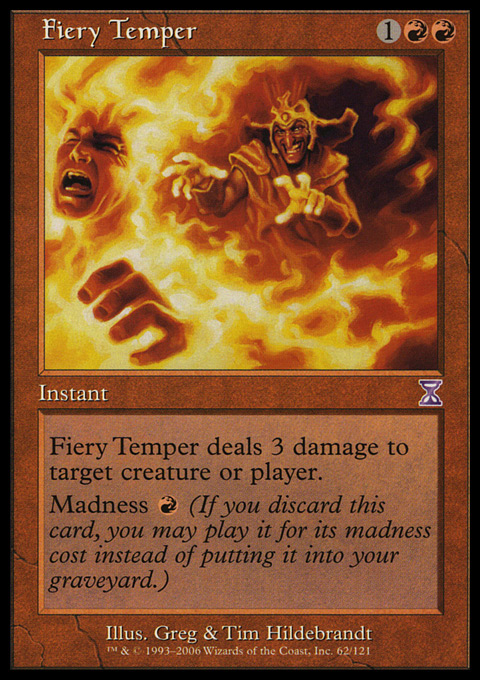 Fiery Temper 1
Instant
Fiery Temper deals 3 damage to
target creature or player.
Madness (If you discard this
card, you may play it for its madness
cost instead of putting it into your
graveyard.)
Illus. Greg & Tim Hildebrandt
™ & © 1993–2006 Wizards of the Coast, Inc. 62/121